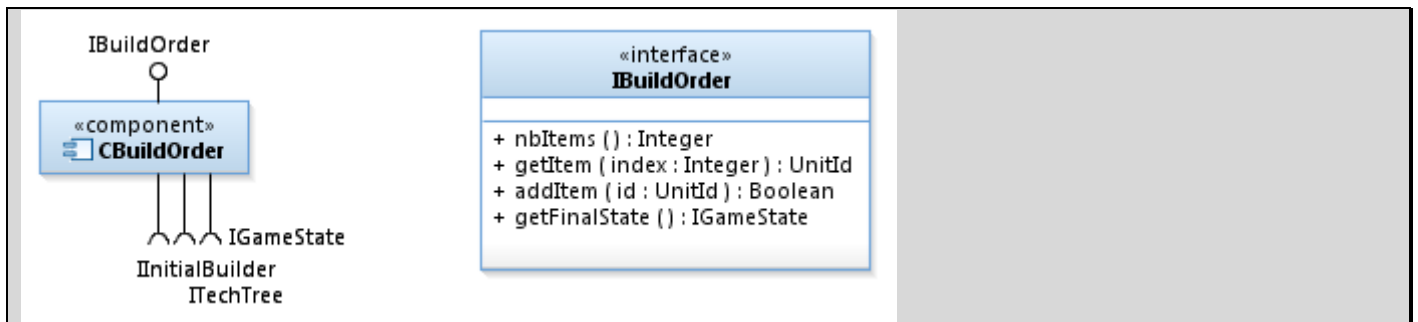 IBuildOrder
«component»
CBuildOrder
IGameState
IInitialBuilder
ITechTree
«interface»
IBuildOrder
+ nbItems () : Integer
+ getItem ( index : Integer ) : UnitId
+ addItem ( id : UnitId ) : Boolean
+ getFinalState () : IGameState